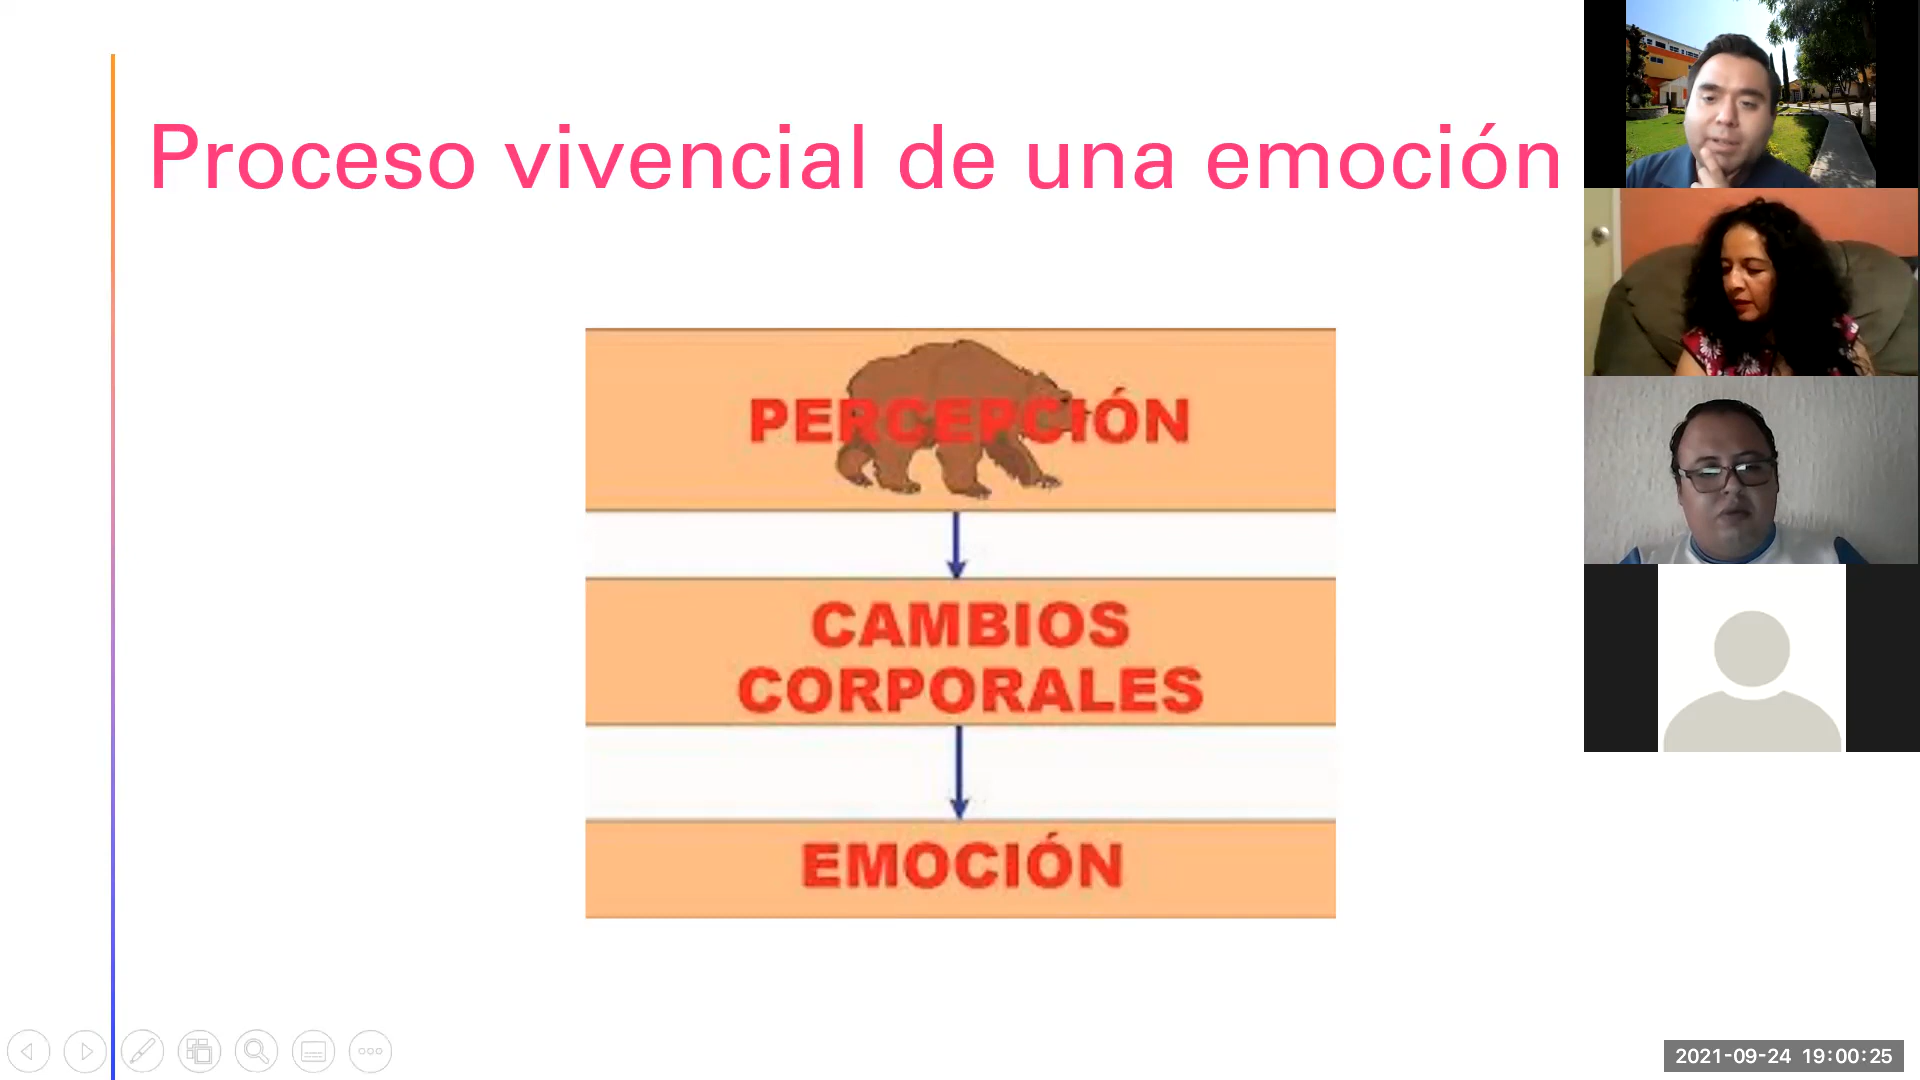 Proceso vivencial de una emoción
PERCEPCIÓN
CAMBIOS
CORPORALES
EMOCIÓN
2021-09-24 19:00:25